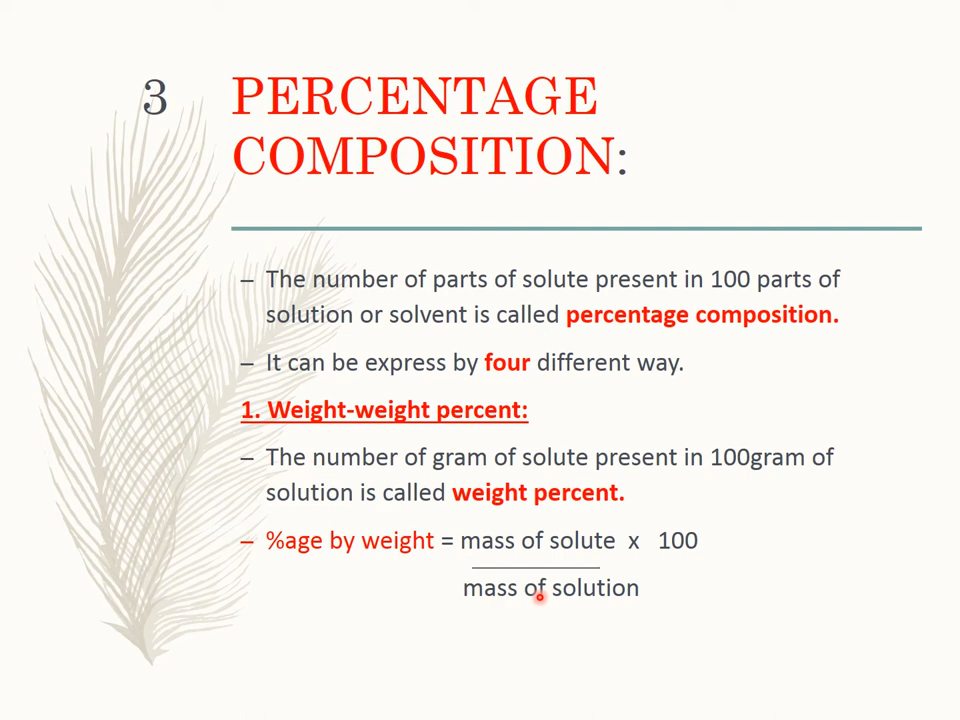 3
PERCENTAGE
COMPOSITION:
– The number of parts of solute present in 100 parts of
solution or solvent is called percentage composition.
– It can be express by four different way.
1. Weight-weight percent:
– The number of gram of solute present in 100gram of
solution is called weight percent.
– %age by weight = mass of solute x 100
mass of solution